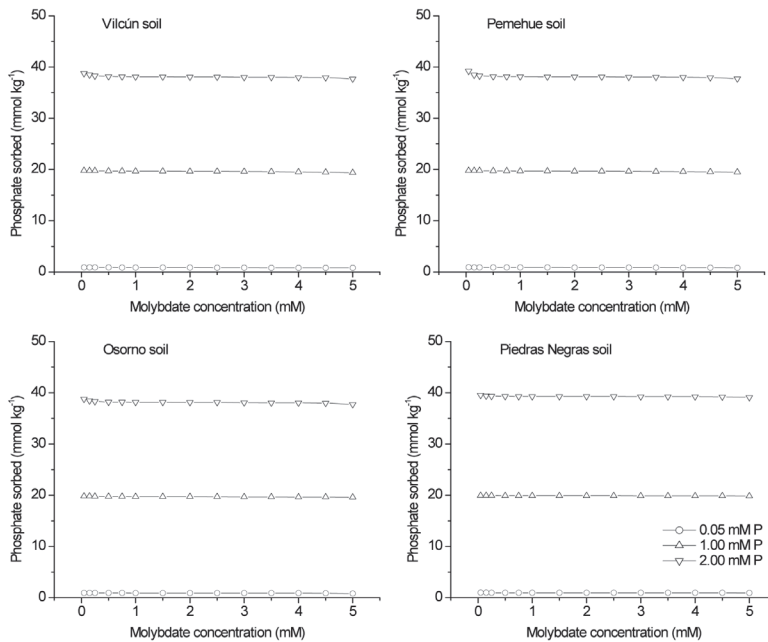 Vilcún soil
Phosphate sorbed (mmol kg-1)
50
40
30
20
10
0
0 1 2 3 4 5
Molybdate concentration (mM)
Pemehue soil
Phosphate sorbed (mmol kg-1)
50
40
30
20
10
0
0 1 2 3 4 5
Molybdate concentration (mM)
Osorno soil
Phosphate sorbed (mmol kg-1)
50
40
30
20
10
0
0 1 2 3 4 5
Molybdate concentration (mM)
Piedras Negras soil
Phosphate sorbed (mmol kg-1)
50
40
30
20
10
0
0 1 2 3 4 5
Molybdate concentration (mM)
0.05 mM P
1.00 mM P
2.00 mM P